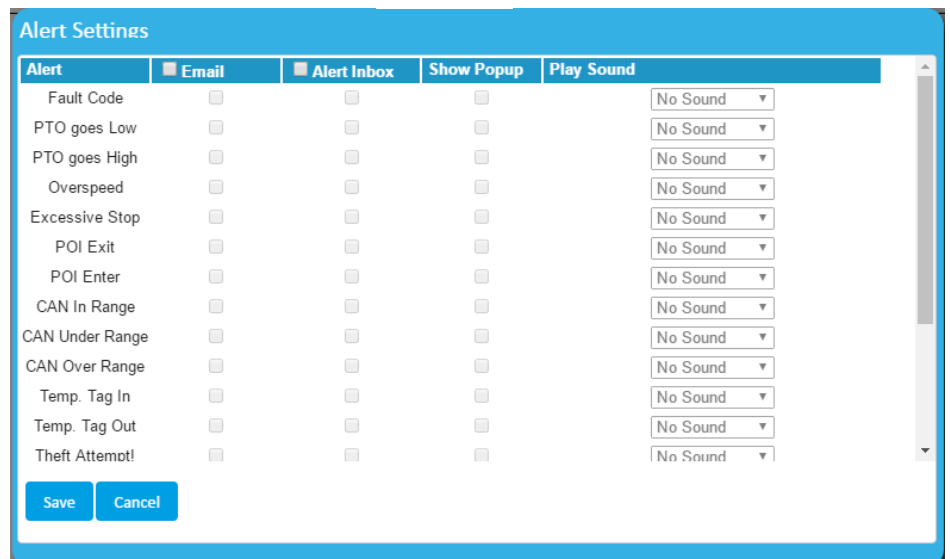 Alert Settings
Alert Email Alert Inbox Show Popup Play Sound
Fault Code No Sound
PTO goes Low No Sound
PTO goes High No Sound
Overspeed No Sound
Excessive Stop No Sound
POI Exit No Sound
POI Enter No Sound
CAN In Range No Sound
CAN Under Range No Sound
CAN Over Range No Sound
Temp. Tag In No Sound
Temp. Tag Out No Sound
Theft Attempt! No Sound
Save Cancel